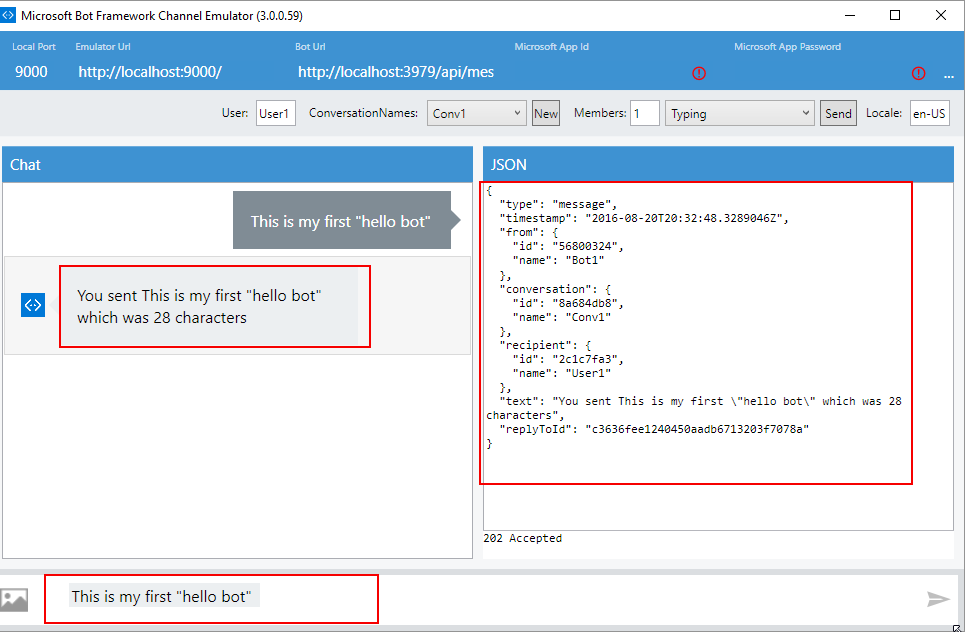 Microsoft Bot Framework Channel Emulator (3.0.0.59)
Local Port Emulator Url Bot Url Microsoft App Id Microsoft App Password
9000 http://localhost:9000/ http://localhost:3979/api/mes ...
User: User1 ConversationNames: Conv1 New Members: 1 Typing Send Locale: en-US
Chat
This is my first "hello bot"
You sent This is my first "hello bot"
which was 28 characters
JSON
{
  "type": "message",
  "timestamp": "2016-08-20T20:32:48.3289046Z",
  "from": {
    "id": "56800324",
    "name": "Bot1"
  },
  "conversation": {
    "id": "8a684db8",
    "name": "Conv1"
  },
  "recipient": {
    "id": "2c1c7fa3",
    "name": "User1"
  },
  "text": "You sent This is my first \"hello bot\" which was 28
characters",
  "replyToId": "c3636fee1240450aadb6713203f7078a"
}
202 Accepted
This is my first "hello bot"